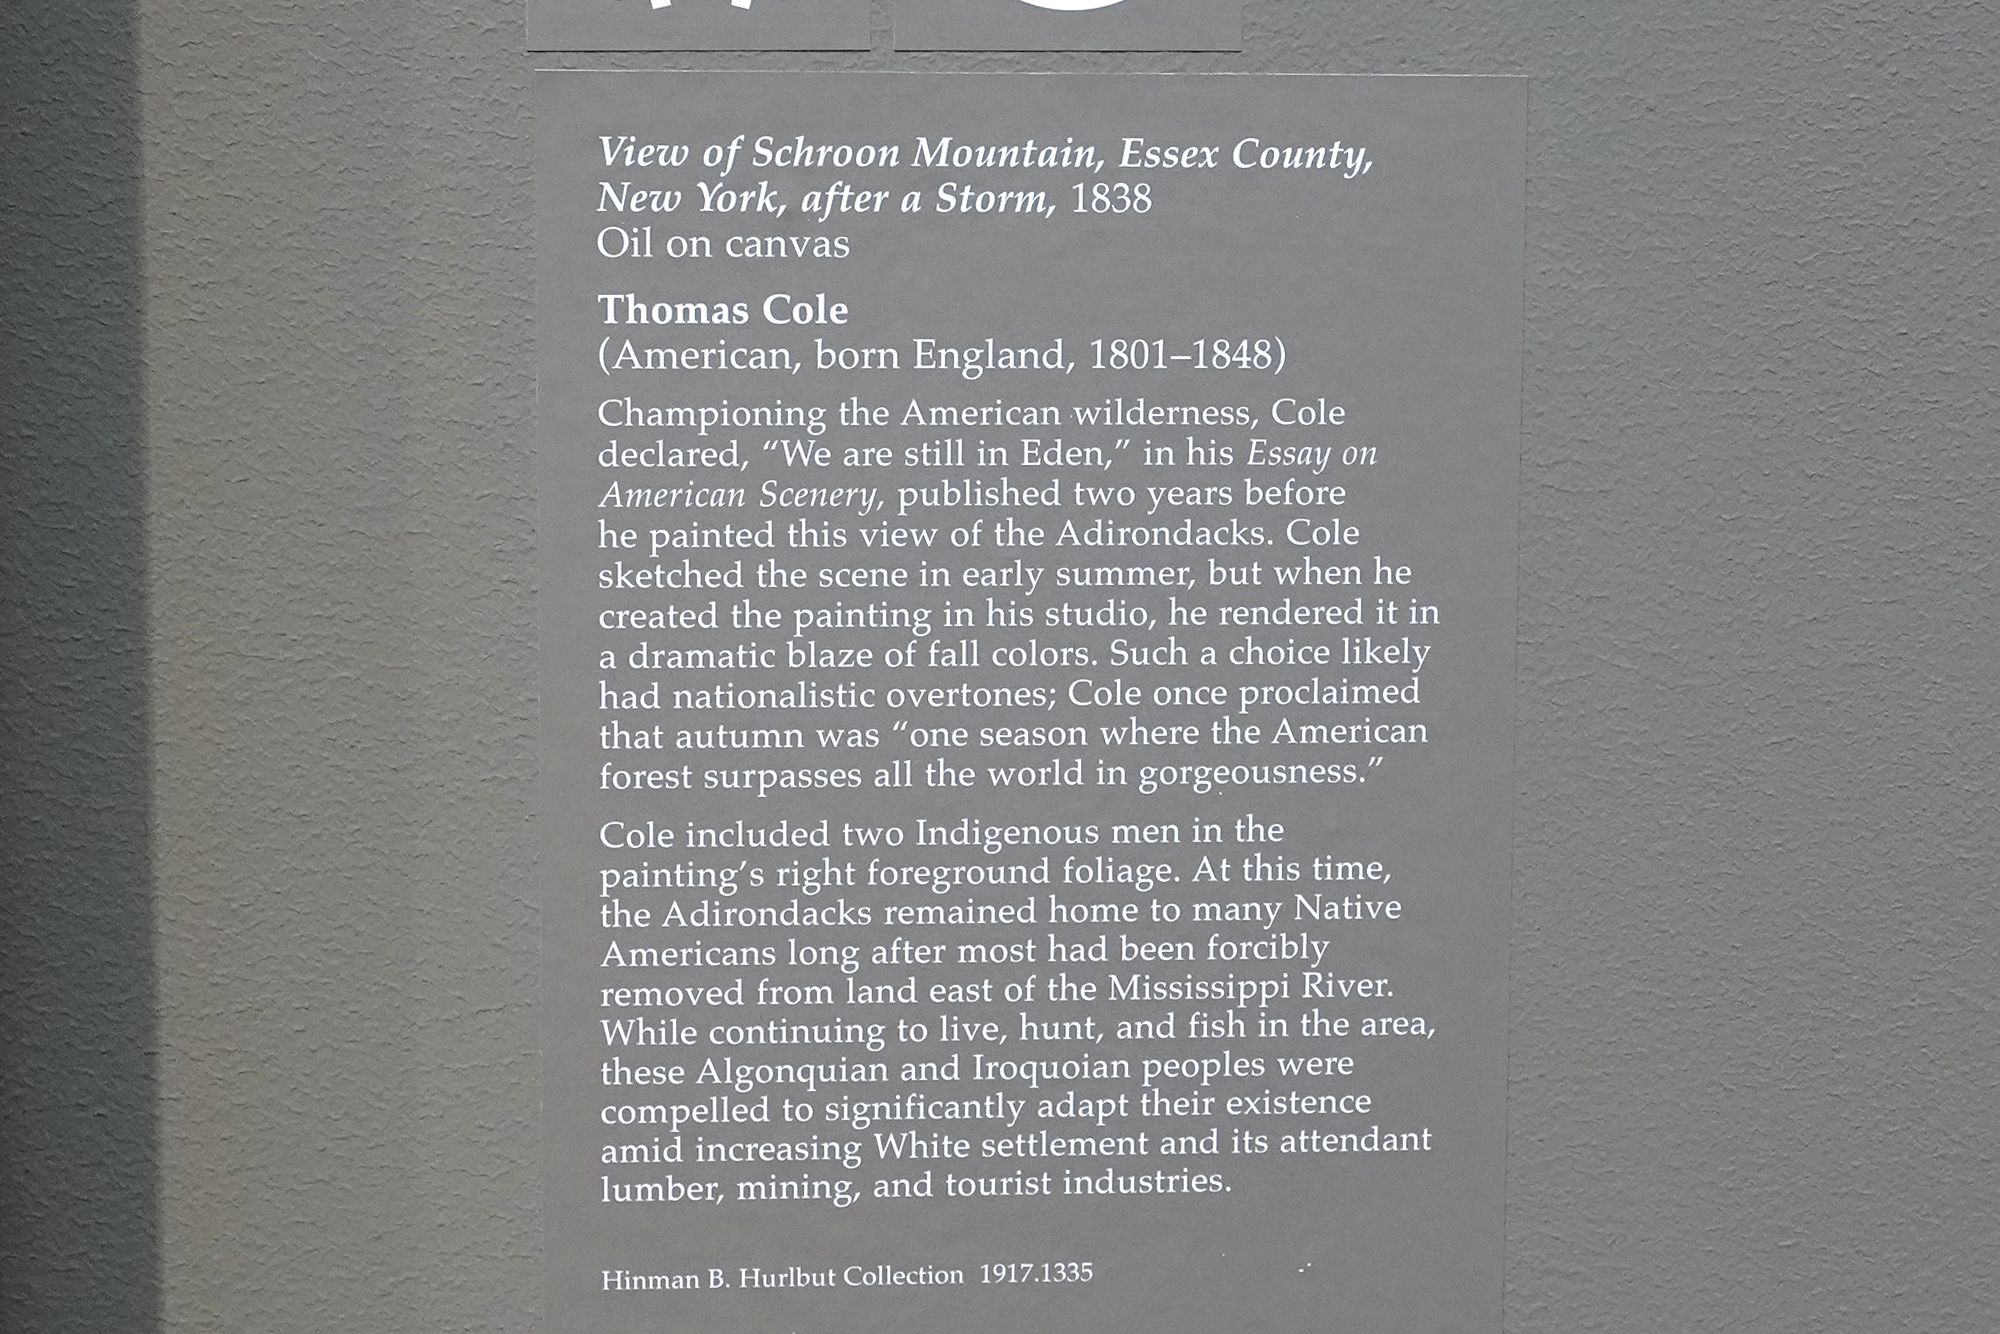 View of Schroon Mountain, Essex County,
New York, after a Storm, 1838
Oil on canvas
Thomas Cole
(American, born England, 1801–1848)
Championing the American wilderness, Cole
declared, “We are still in Eden,” in his Essay on
American Scenery, published two years before
he painted this view of the Adirondacks. Cole
sketched the scene in early summer, but when he
created the painting in his studio, he rendered it in
a dramatic blaze of fall colors. Such a choice likely
had nationalistic overtones; Cole once proclaimed
that autumn was “one season where the American
forest surpasses all the world in gorgeousness.”
Cole included two Indigenous men in the
painting’s right foreground foliage. At this time,
the Adirondacks remained home to many Native
Americans long after most had been forcibly
removed from land east of the Mississippi River.
While continuing to live, hunt, and fish in the area,
these Algonquian and Iroquoian peoples were
compelled to significantly adapt their existence
amid increasing White settlement and its attendant
lumber, mining, and tourist industries.
Hinman B. Hurlbut Collection 1917.1335